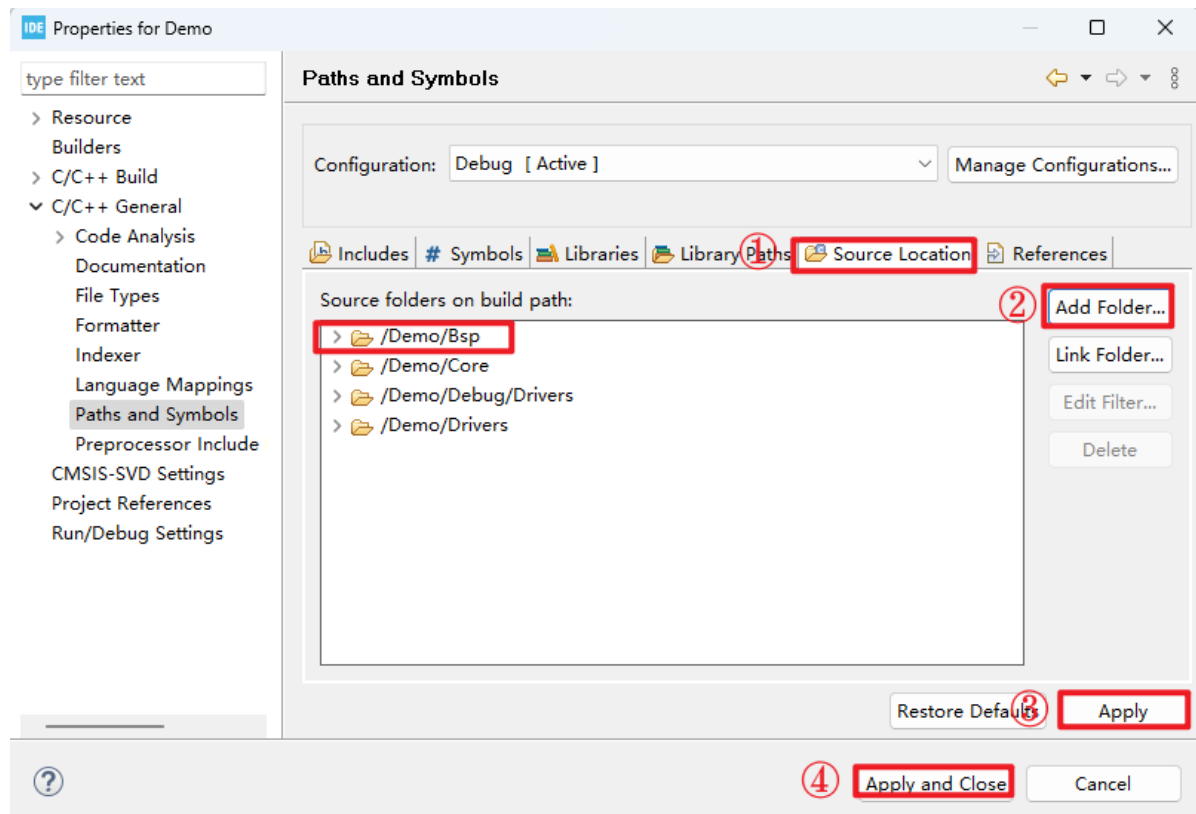 IDE Properties for Demo
type filter text
Paths and Symbols
Resource
Builders
C/C++ Build
C/C++ General
Code Analysis
Documentation
File Types
Formatter
Indexer
Language Mappings
Paths and Symbols
Preprocessor Include
CMSIS-SVD Settings
Project References
Run/Debug Settings
Configuration: Debug [ Active ] Manage Configurations...
Includes # Symbols Libraries Library Paths ① Source Location References
Source folders on build path:
② Add Folder...
/Demo/Bsp
/Demo/Core
/Demo/Debug/Drivers
/Demo/Drivers
Link Folder...
Edit Filter...
Delete
Restore Defaults ③ Apply
? ④ Apply and Close Cancel